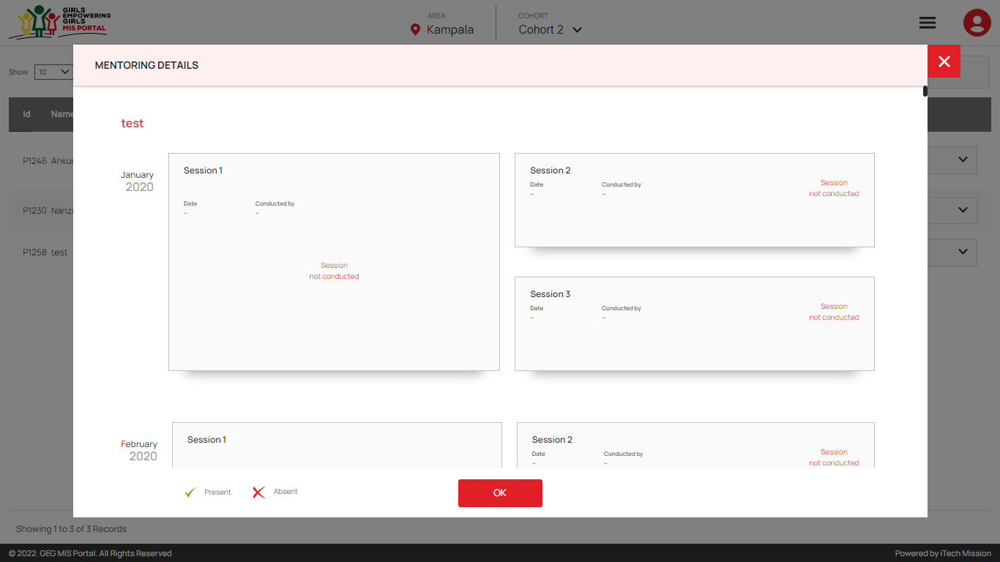 GIRLS
EMPOWERING
GIRLS
MIS PORTAL
AREA
Kampala
COHORT
Cohort 2
Show 10
MENTORING DETAILS
Id Name
test
P1246
P1230
P1258 test
January
2020
Session 1
Date Conducted by
- -
Session
not conducted
Session 2
Date Conducted by
- -
Session
not conducted
Session 3
Date Conducted by
- -
Session
not conducted
February
2020
Session 1
Session 2
Date Conducted by
- -
Session
not conducted
Present Absent
OK
Showing 1 to 3 of 3 Records
© 2022. GEG MIS Portal. All Rights Reserved
Powered by iTech Mission